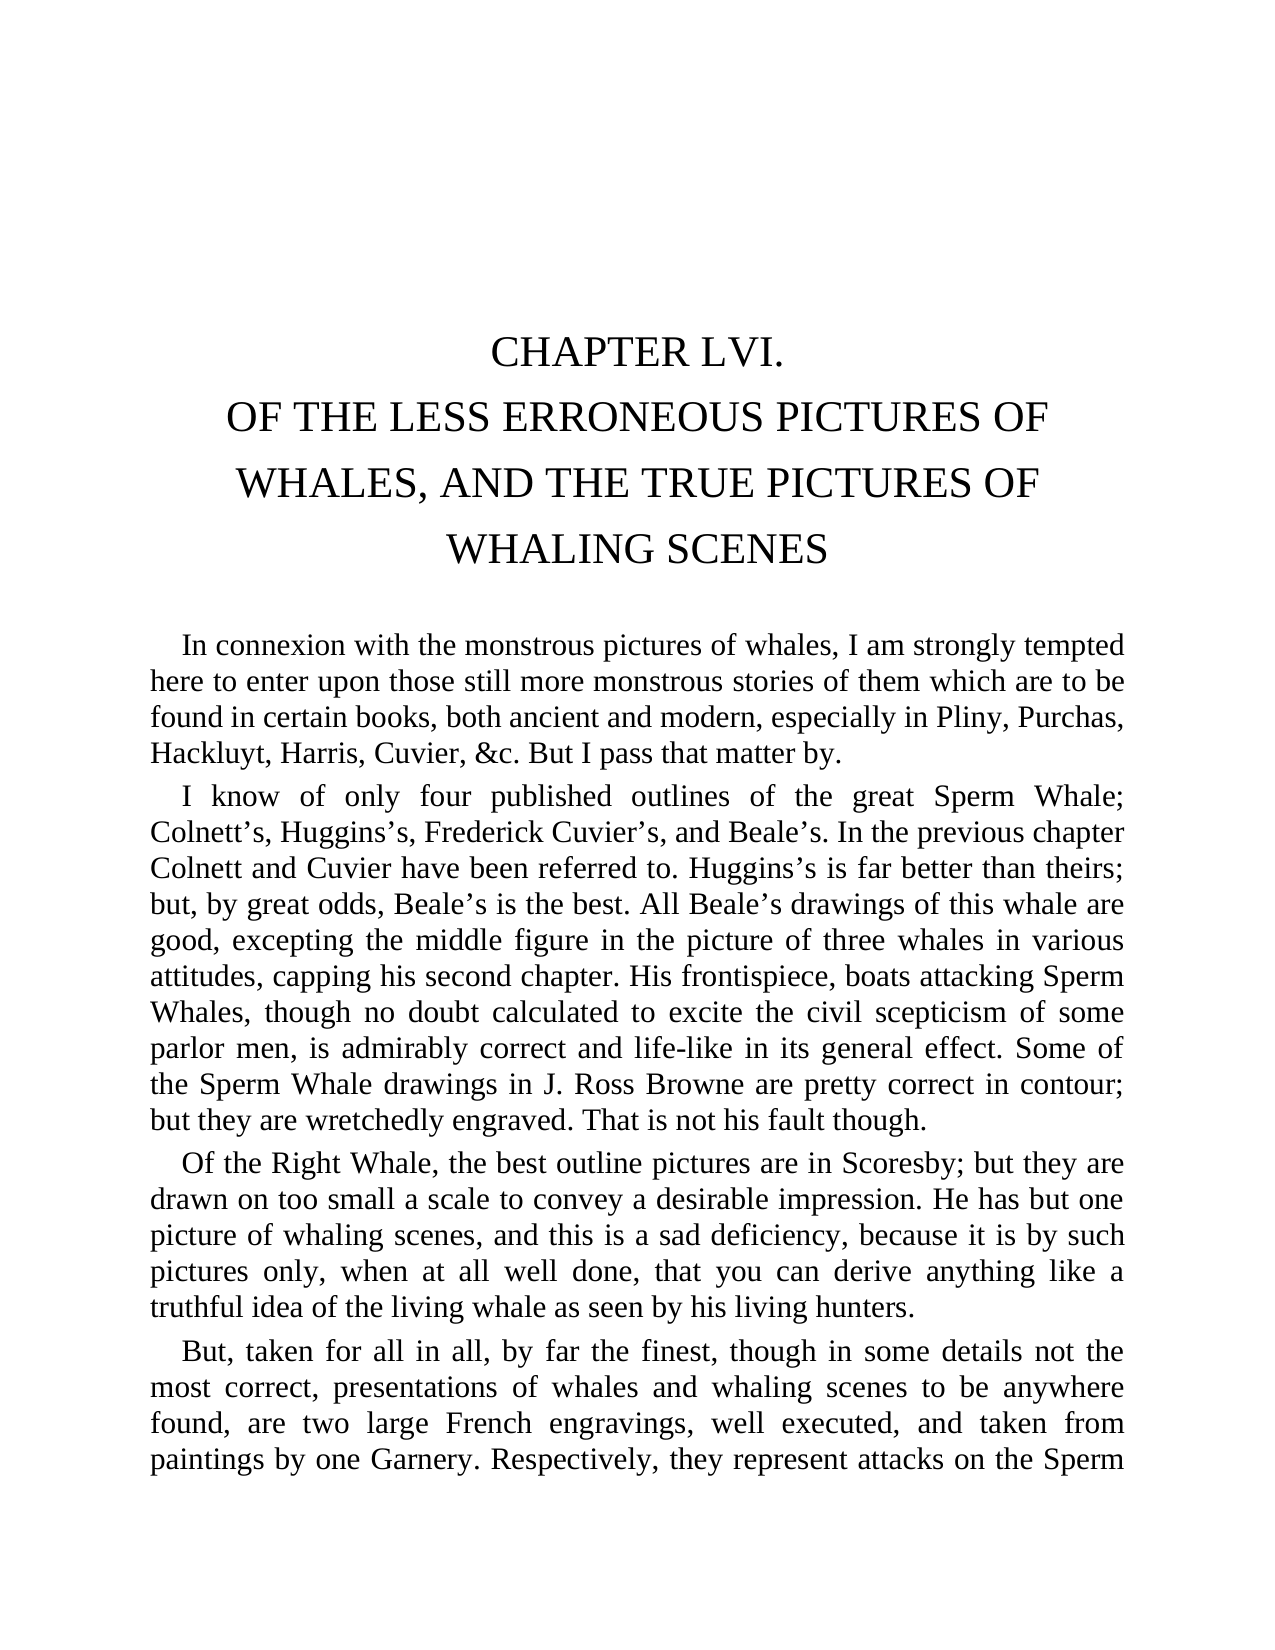 CHAPTER LVI.
OF THE LESS ERRONEOUS PICTURES OF
WHALES, AND THE TRUE PICTURES OF
WHALING SCENES
In connexion with the monstrous pictures of whales, I am strongly tempted
here to enter upon those still more monstrous stories of them which are to be
found in certain books, both ancient and modern, especially in Pliny, Purchas,
Hackluyt, Harris, Cuvier, &c. But I pass that matter by.
I know of only four published outlines of the great Sperm Whale;
Colnett’s, Huggins’s, Frederick Cuvier’s, and Beale’s. In the previous chapter
Colnett and Cuvier have been referred to. Huggins’s is far better than theirs;
but, by great odds, Beale’s is the best. All Beale’s drawings of this whale are
good, excepting the middle figure in the picture of three whales in various
attitudes, capping his second chapter. His frontispiece, boats attacking Sperm
Whales, though no doubt calculated to excite the civil scepticism of some
parlor men, is admirably correct and life-like in its general effect. Some of
the Sperm Whale drawings in J. Ross Browne are pretty correct in contour;
but they are wretchedly engraved. That is not his fault though.
Of the Right Whale, the best outline pictures are in Scoresby; but they are
drawn on too small a scale to convey a desirable impression. He has but one
picture of whaling scenes, and this is a sad deficiency, because it is by such
pictures only, when at all well done, that you can derive anything like a
truthful idea of the living whale as seen by his living hunters.
But, taken for all in all, by far the finest, though in some details not the
most correct, presentations of whales and whaling scenes to be anywhere
found, are two large French engravings, well executed, and taken from
paintings by one Garnery. Respectively, they represent attacks on the Sperm